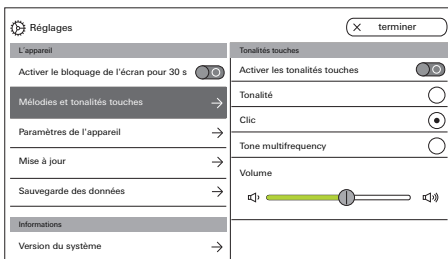 Réglages
terminer
L'appareil
Activer le bloquage de l'écran pour 30 s
Mélodies et tonalités touches
Paramètres de l'appareil
Mise à jour
Sauvegarde des données
Informations
Version du système
Tonalités touches
Activer les tonalités touches
Tonalité
Clic
Tone multifrequency
Volume